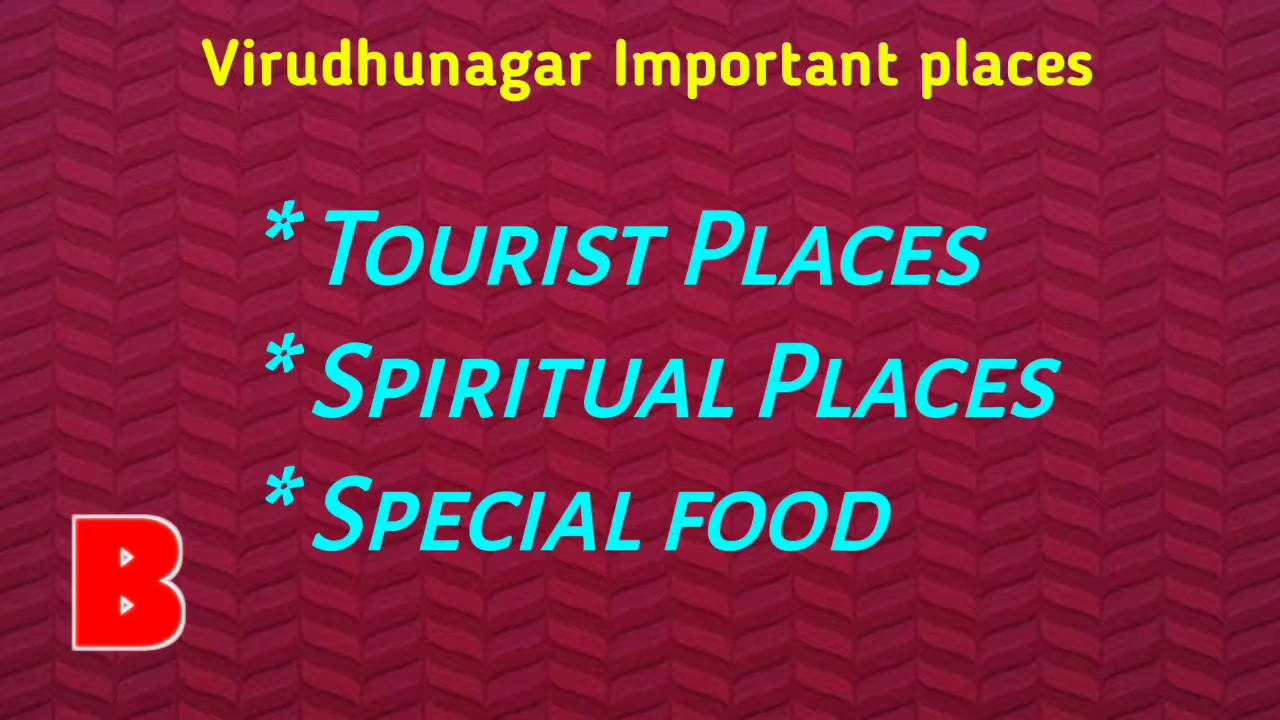 Virudhunagar Important places
* Tourist Places
* Spiritual Places
* Special food
B